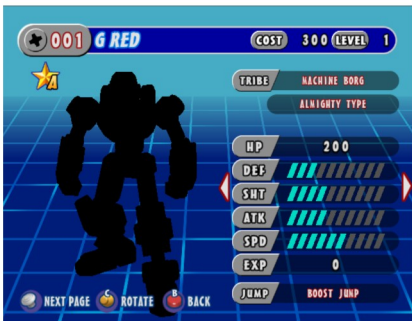 001 G RED COST 300 LEVEL 1
A
TRIBE MACHINE BORG
ALMIGHTY TYPE
HP 200
DEF
SHT
ATK
SPD
EXP 0
JUMP BOOST JUMP
NEXT PAGE C ROTATE B BACK